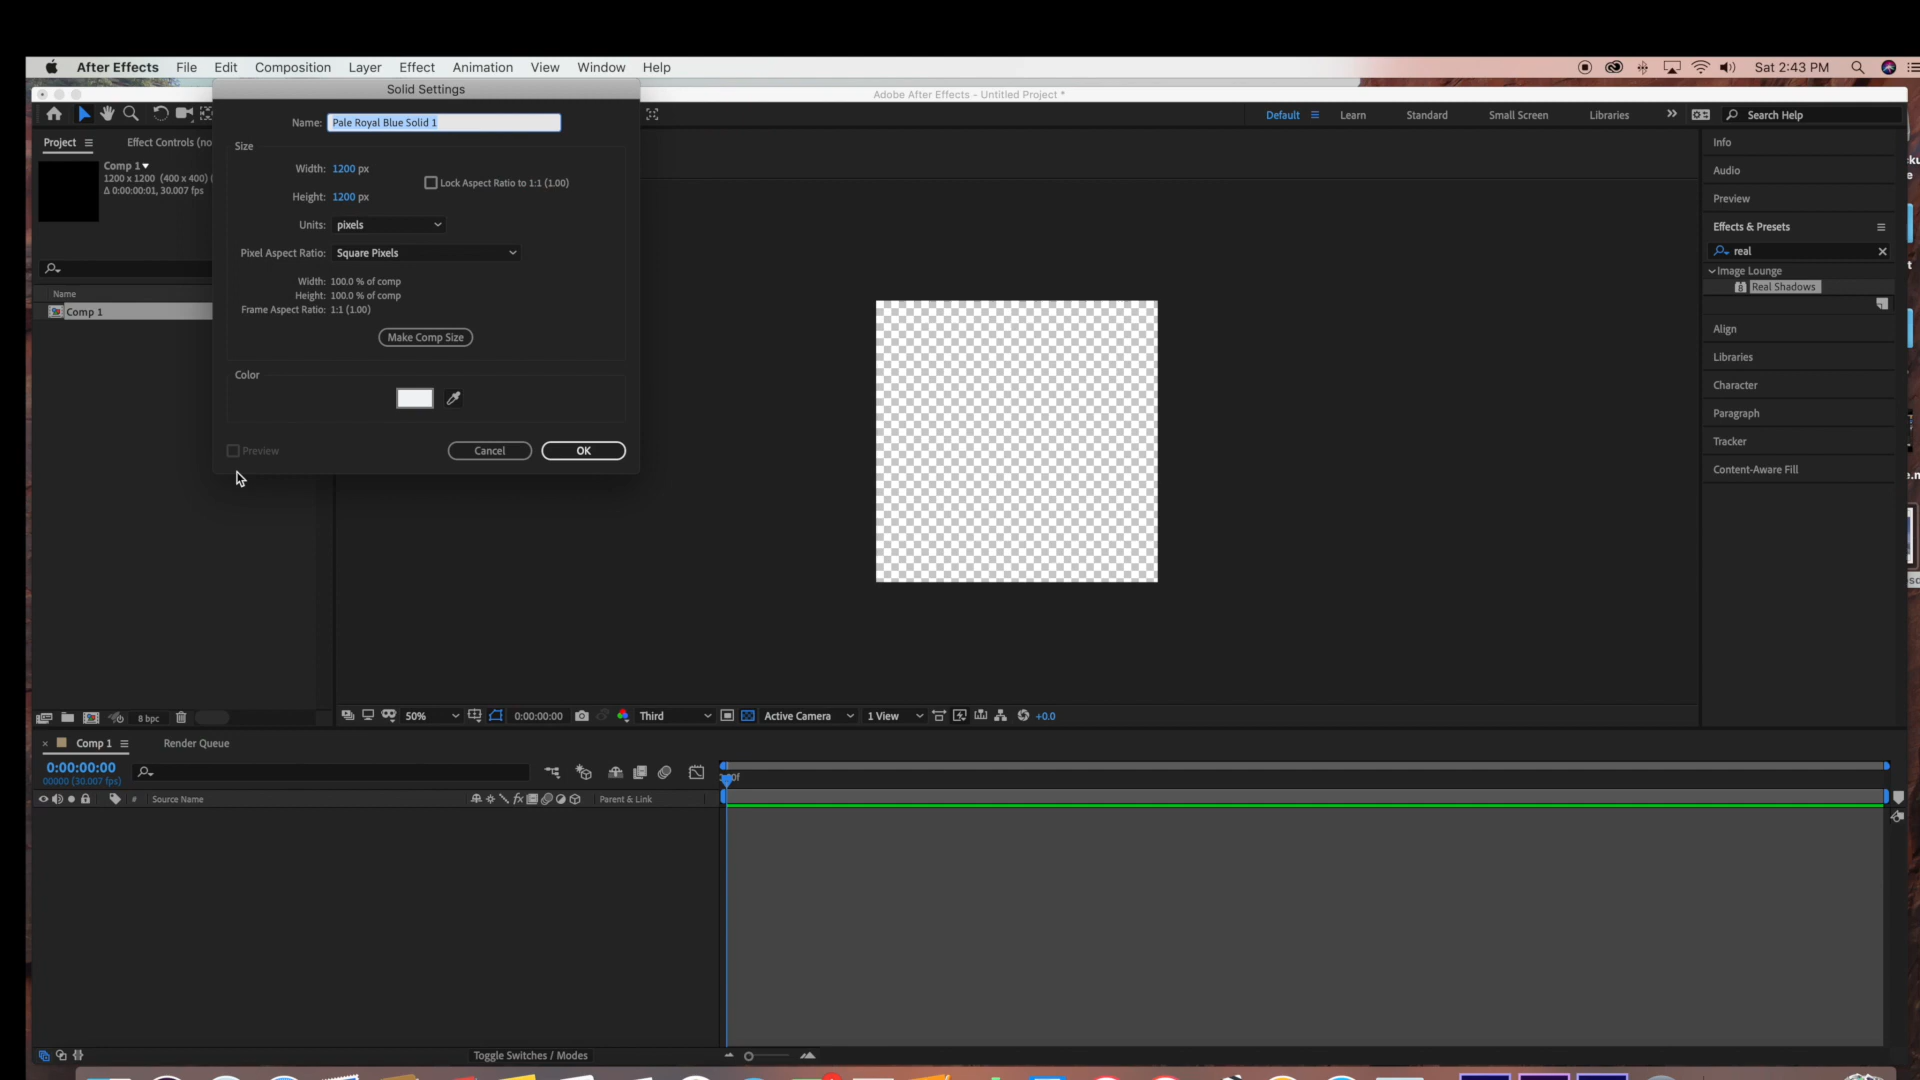 After Effects File Edit Composition Layer Effect Animation View Window Help
Sat 2:43 PM
Solid Settings
Adobe After Effects - Untitled Project *
Default Learn Standard Small Screen Libraries Search Help
Name: Pale Royal Blue Solid 1
Project Effect Controls (no
Comp 1
1200 x 1200 (400 x 400)
Δ 0:00:00:01, 30.007 fps
Size
Width: 1200 px
Lock Aspect Ratio to 1:1 (1.00)
Height: 1200 px
Units: pixels
Pixel Aspect Ratio: Square Pixels
Width: 100.0 % of comp
Height: 100.0 % of comp
Frame Aspect Ratio: 1:1 (1.00)
Make Comp Size
Color
Preview Cancel OK
Name
Comp 1
Info
Audio
Preview
Effects & Presets
real
Image Lounge
Real Shadows
Align
Libraries
Character
Paragraph
Tracker
Content-Aware Fill
8 bpc
50% 0:00:00:00 Third Active Camera 1 View +0.0
Comp 1 Render Queue
0:00:00:00
00000 (30.007 fps)
# Source Name fx Parent & Link
Toggle Switches / Modes